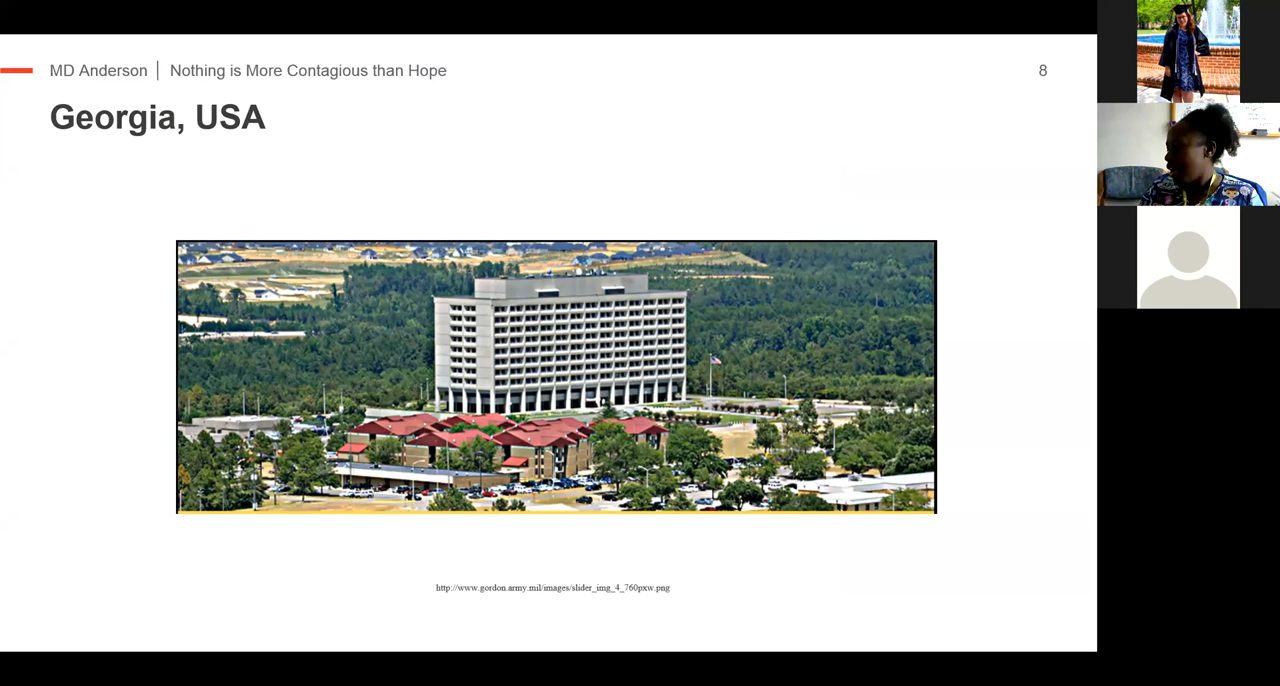 MD Anderson | Nothing is More Contagious than Hope
8
Georgia, USA
http://www.gordon.army.mil/images/slider_img_4_760pxw.png